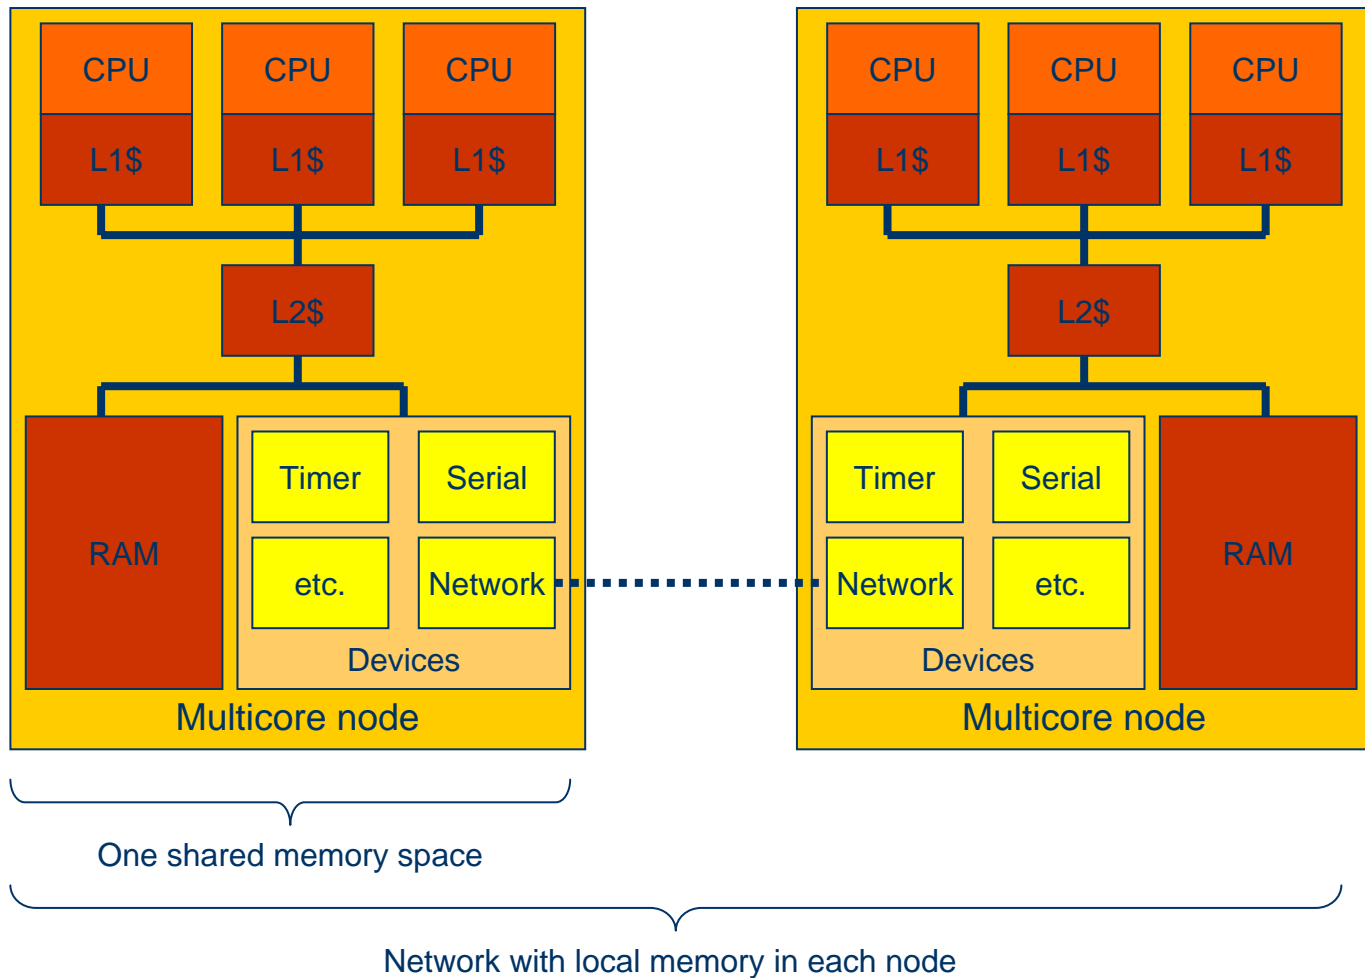 CPU CPU CPU CPU CPU CPU
L1$ L1$ L1$ L1$ L1$ L1$
L2$ L2$
Timer Serial Timer Serial
RAM RAM
etc. Network Network etc.
Devices Devices
Multicore node Multicore node
One shared memory space
Network with local memory in each node